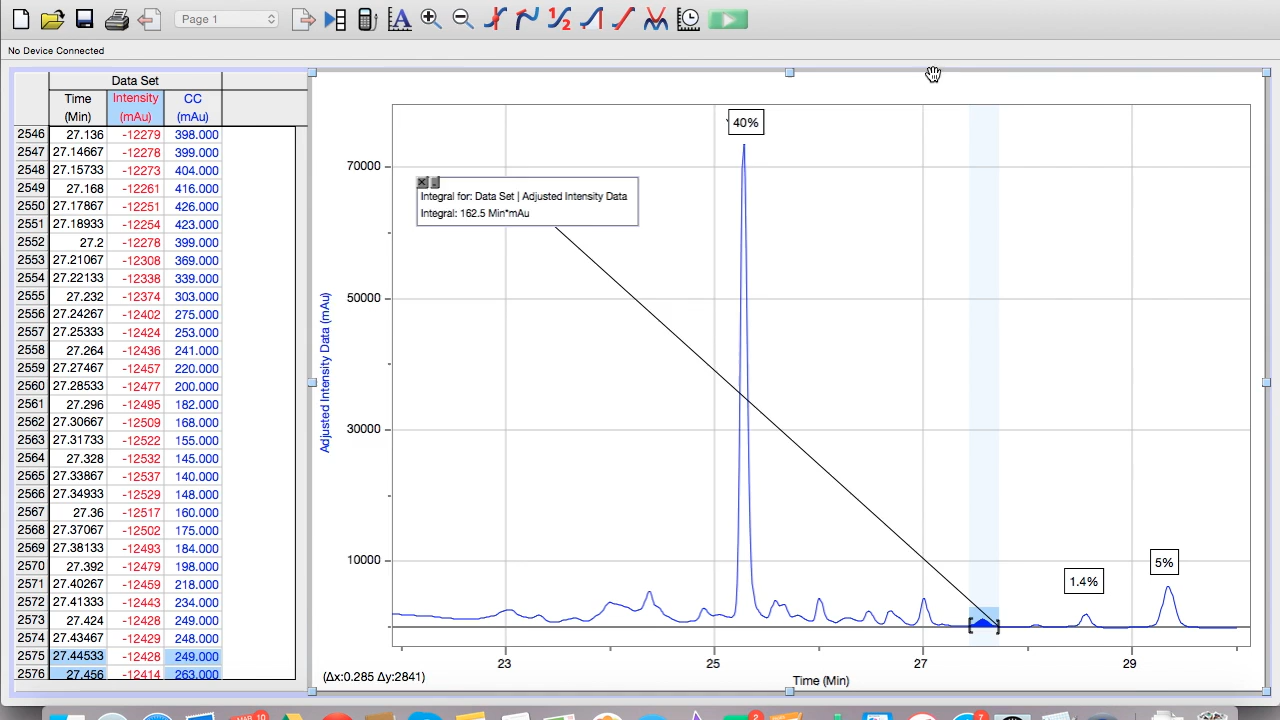 Page 1
No Device Connected
Data Set
Time Intensity CC
(Min) (mAu) (mAu)
2546 27.136 -12279 398.000
2547 27.14667 -12278 399.000
2548 27.15733 -12273 404.000
2549 27.168 -12261 416.000
2550 27.17867 -12251 426.000
2551 27.18933 -12254 423.000
2552 27.2 -12278 399.000
2553 27.21067 -12308 369.000
2554 27.22133 -12338 339.000
2555 27.232 -12374 303.000
2556 27.24267 -12402 275.000
2557 27.25333 -12424 253.000
2558 27.264 -12436 241.000
2559 27.27467 -12457 220.000
2560 27.28533 -12477 200.000
2561 27.296 -12495 182.000
2562 27.30667 -12509 168.000
2563 27.31733 -12522 155.000
2564 27.328 -12532 145.000
2565 27.33867 -12537 140.000
2566 27.34933 -12529 148.000
2567 27.36 -12517 160.000
2568 27.37067 -12502 175.000
2569 27.38133 -12493 184.000
2570 27.392 -12479 198.000
2571 27.40267 -12459 218.000
2572 27.41333 -12443 234.000
2573 27.424 -12428 249.000
2574 27.43467 -12429 248.000
2575 27.44533 -12428 249.000
2576 27.456 -12414 263.000
Adjusted Intensity Data (mAu)
70000
50000
30000
10000
40%
Integral for: Data Set | Adjusted Intensity Data
Integral: 162.5 Min*mAu
5%
1.4%
23 25 27 29
(Δx:0.285 Δy:2841)
Time (Min)